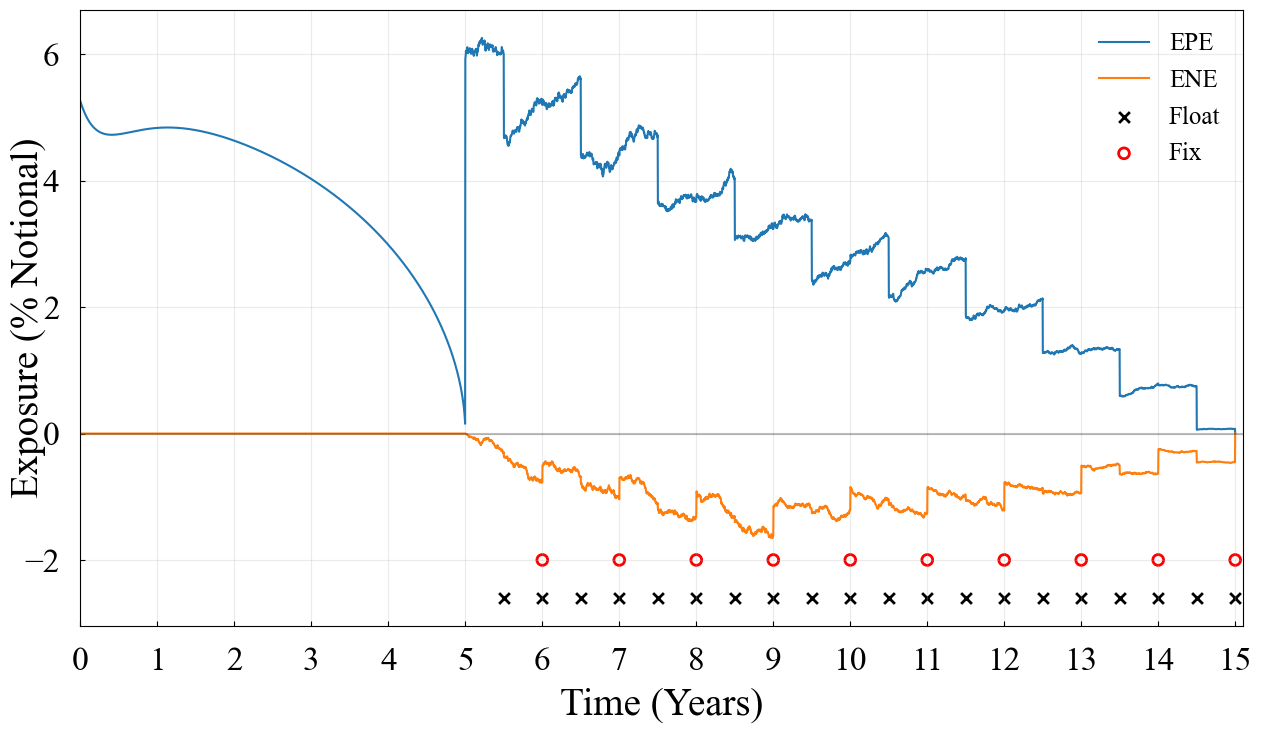 EPE
ENE
Float
Fix
Exposure (% Notional)
6
4
2
0
−2
0 1 2 3 4 5 6 7 8 9 10 11 12 13 14 15
Time (Years)